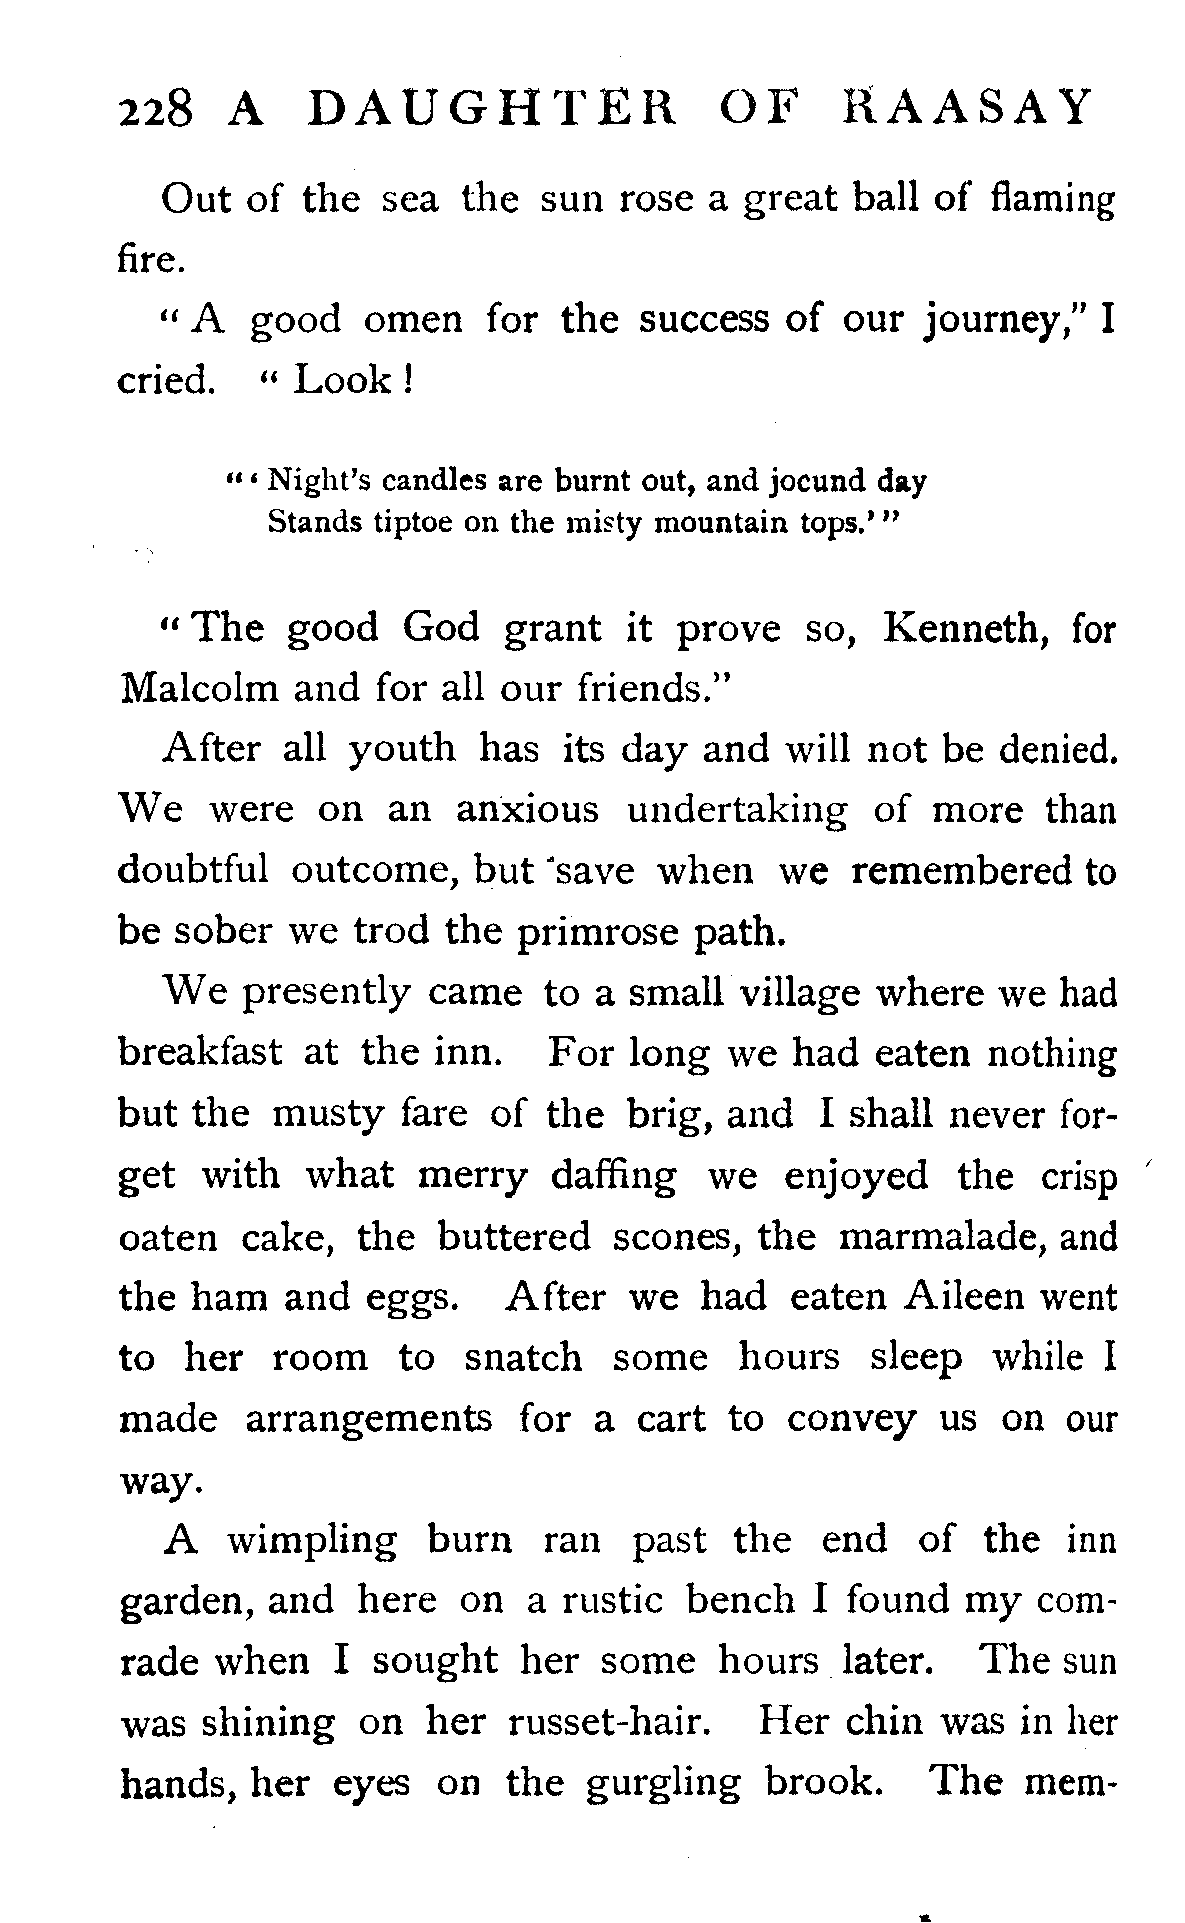 228 A DAUGHTER OF RAASAY
Out of the sea the sun rose a great ball of flaming
fire.
“ A good omen for the success of our journey,” I
cried. “ Look !
“ ‘ Night’s candles are burnt out, and jocund day
Stands tiptoe on the misty mountain tops.’ ”
“ The good God grant it prove so, Kenneth, for
Malcolm and for all our friends.”
After all youth has its day and will not be denied.
We were on an anxious undertaking of more than
doubtful outcome, but save when we remembered to
be sober we trod the primrose path.
We presently came to a small village where we had
breakfast at the inn. For long we had eaten nothing
but the musty fare of the brig, and I shall never for-
get with what merry daffing we enjoyed the crisp
oaten cake, the buttered scones, the marmalade, and
the ham and eggs. After we had eaten Aileen went
to her room to snatch some hours sleep while I
made arrangements for a cart to convey us on our
way.
A wimpling burn ran past the end of the inn
garden, and here on a rustic bench I found my com-
rade when I sought her some hours later. The sun
was shining on her russet-hair. Her chin was in her
hands, her eyes on the gurgling brook. The mem-